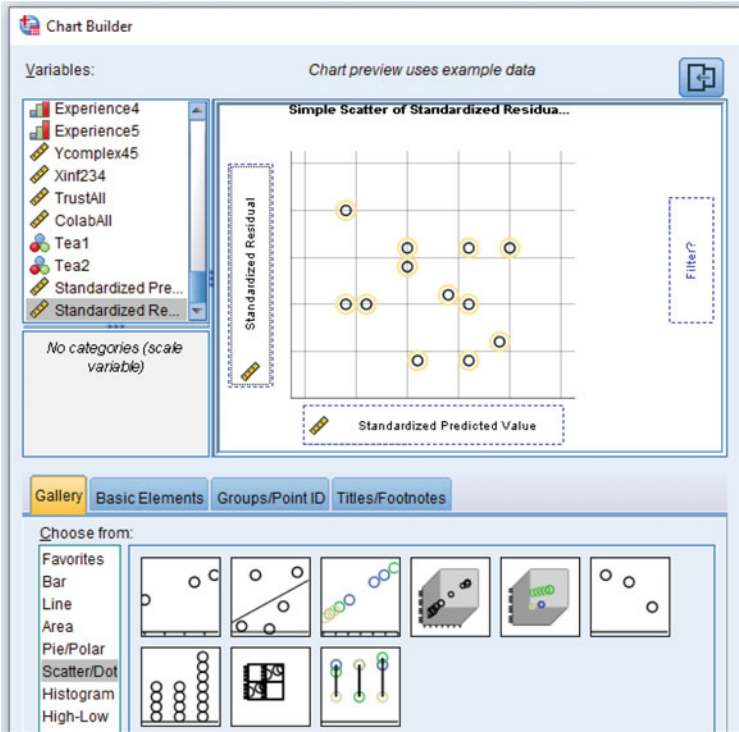 Chart Builder
Variables:
Chart preview uses example data
Experience4
Experience5
Ycomplex45
Xinf234
TrustAll
ColabAll
Tea1
Tea2
Standardized Pre...
Standardized Re...
No categories (scale
variable)
Simple Scatter of Standardized Residua...
Standardized Residual
Filter?
Standardized Predicted Value
Gallery
Basic Elements
Groups/Point ID
Titles/Footnotes
Choose from:
Favorites
Bar
Line
Area
Pie/Polar
Scatter/Dot
Histogram
High-Low